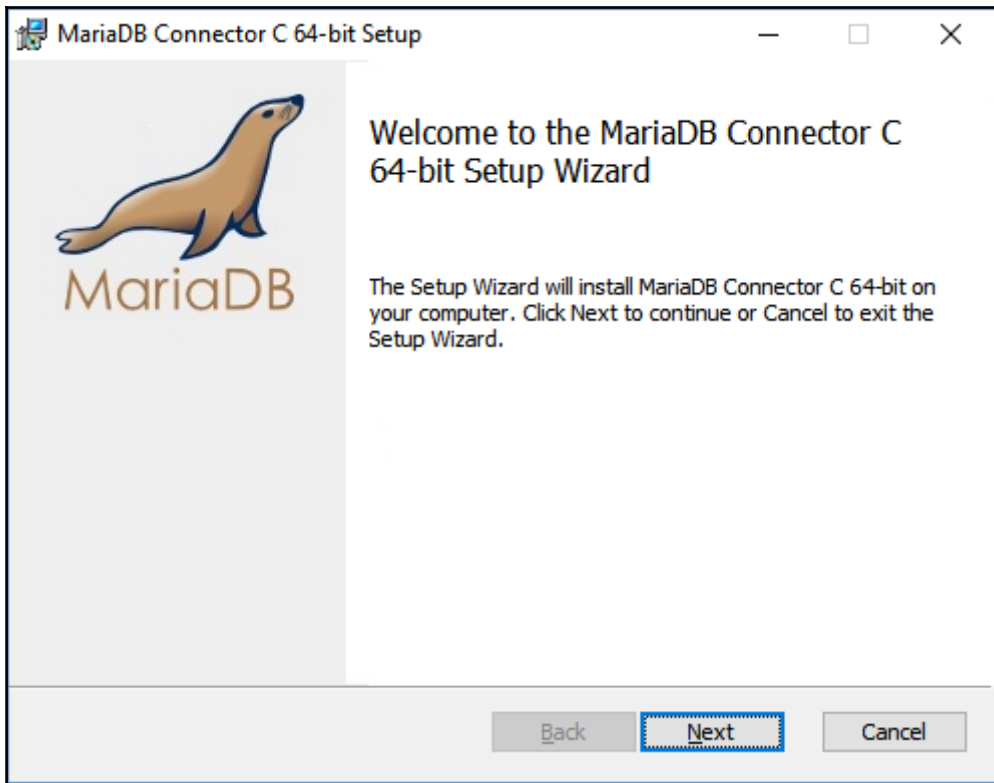 MariaDB Connector C 64-bit Setup
Welcome to the MariaDB Connector C
64-bit Setup Wizard
MariaDB
The Setup Wizard will install MariaDB Connector C 64-bit on
your computer. Click Next to continue or Cancel to exit the
Setup Wizard.
Back Next Cancel